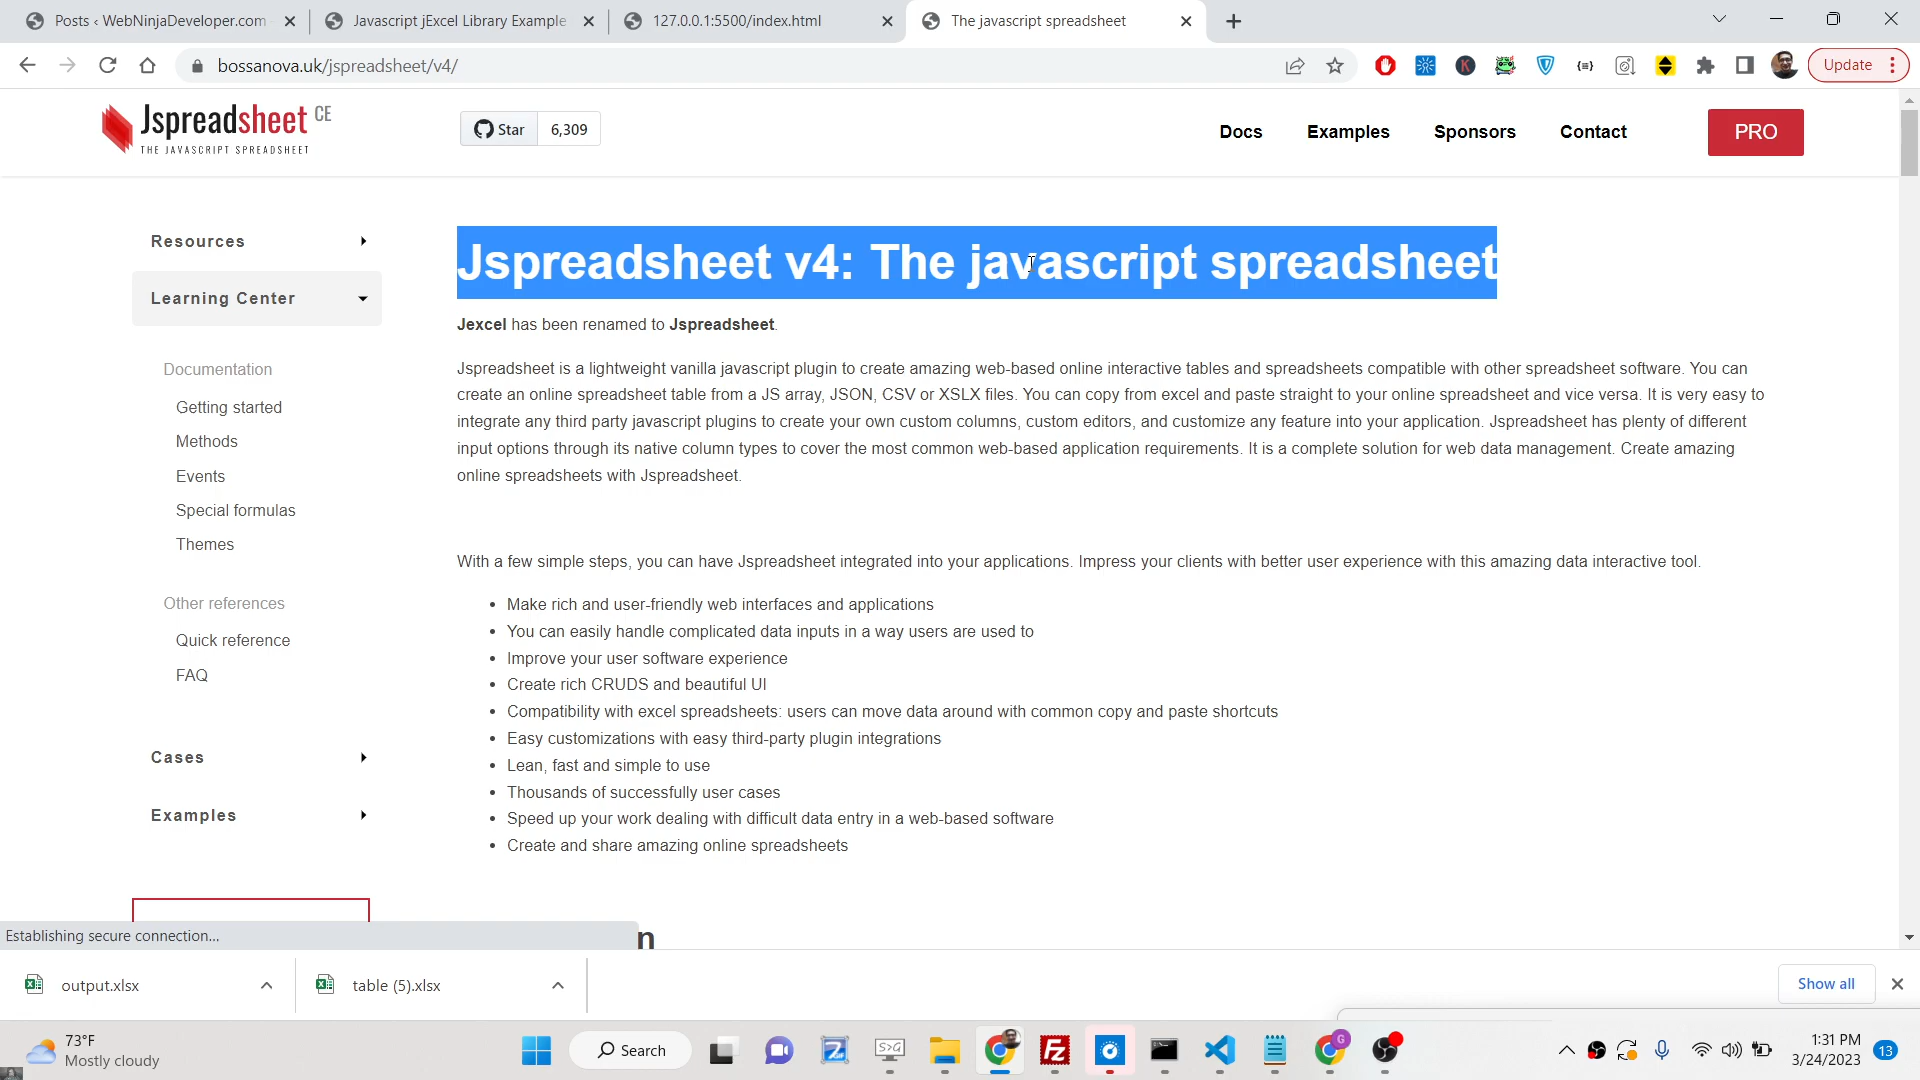 Posts ‹ WebNinjaDeveloper.com
Javascript jExcel Library Example
127.0.0.1:5500/index.html
The javascript spreadsheet
bossanova.uk/jspreadsheet/v4/
Update
Jspreadsheet CE
THE JAVASCRIPT SPREADSHEET
Star 6,309
Docs
Examples
Sponsors
Contact
PRO
Resources
Learning Center
Documentation
Getting started
Methods
Events
Special formulas
Themes
Other references
Quick reference
FAQ
Cases
Examples
Jspreadsheet v4: The javascript spreadsheet
Jexcel has been renamed to Jspreadsheet.
Jspreadsheet is a lightweight vanilla javascript plugin to create amazing web-based online interactive tables and spreadsheets compatible with other spreadsheet software. You can
create an online spreadsheet table from a JS array, JSON, CSV or XSLX files. You can copy from excel and paste straight to your online spreadsheet and vice versa. It is very easy to
integrate any third party javascript plugins to create your own custom columns, custom editors, and customize any feature into your application. Jspreadsheet has plenty of different
input options through its native column types to cover the most common web-based application requirements. It is a complete solution for web data management. Create amazing
online spreadsheets with Jspreadsheet.
With a few simple steps, you can have Jspreadsheet integrated into your applications. Impress your clients with better user experience with this amazing data interactive tool.
• Make rich and user-friendly web interfaces and applications
• You can easily handle complicated data inputs in a way users are used to
• Improve your user software experience
• Create rich CRUDS and beautiful UI
• Compatibility with excel spreadsheets: users can move data around with common copy and paste shortcuts
• Easy customizations with easy third-party plugin integrations
• Lean, fast and simple to use
• Thousands of successfully user cases
• Speed up your work dealing with difficult data entry in a web-based software
• Create and share amazing online spreadsheets
Establishing secure connection...
n
output.xlsx
table (5).xlsx
Show all
73°F
Mostly cloudy
Search
1:31 PM
3/24/2023
13